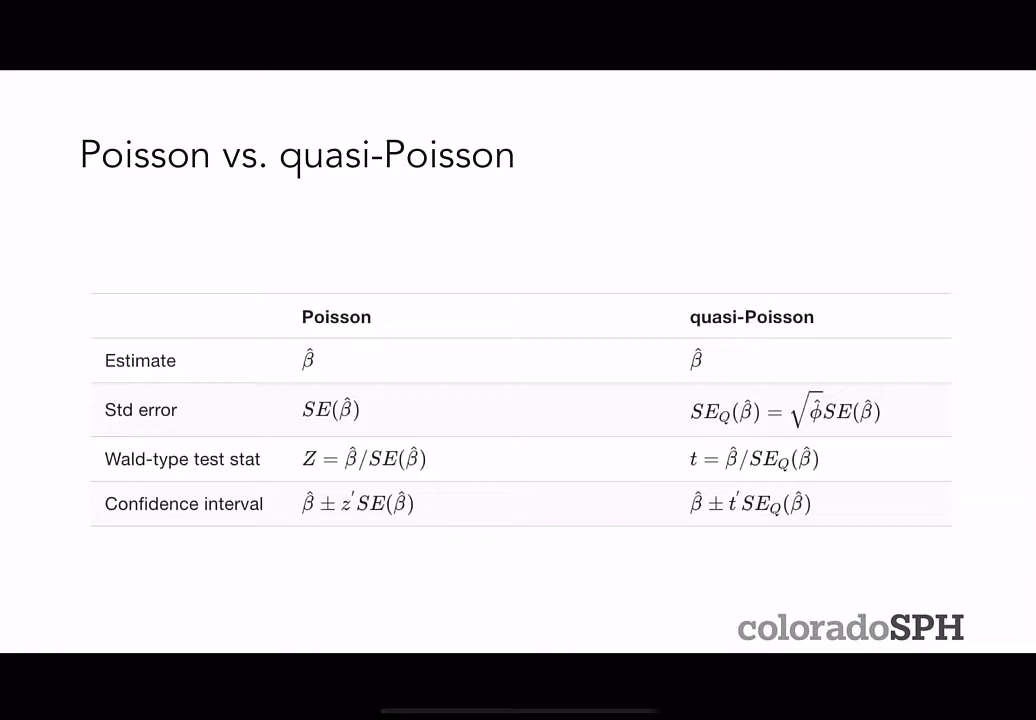 Poisson vs. quasi-Poisson
Poisson quasi-Poisson
Estimate β̂ β̂
Std error SE(β̂) SE_Q(β̂) = √φ̂ SE(β̂)
Wald-type test stat Z = β̂/SE(β̂) t = β̂/SE_Q(β̂)
Confidence interval β̂ ± z′SE(β̂) β̂ ± t′SE_Q(β̂)
coloradoSPH